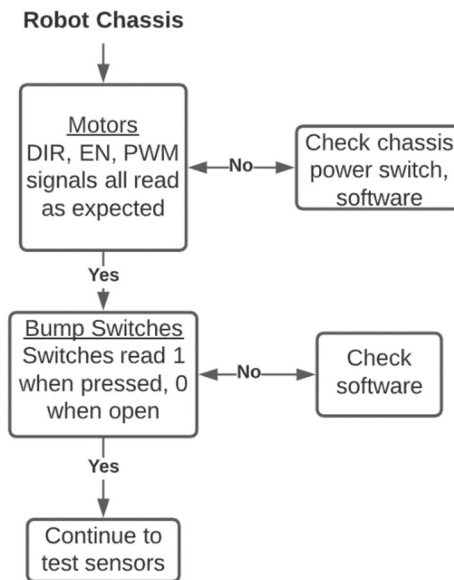 Robot Chassis
Motors
DIR, EN, PWM
signals all read
as expected
No
Check chassis
power switch,
software
Yes
Bump Switches
Switches read 1
when pressed, 0
when open
No
Check
software
Yes
Continue to
test sensors